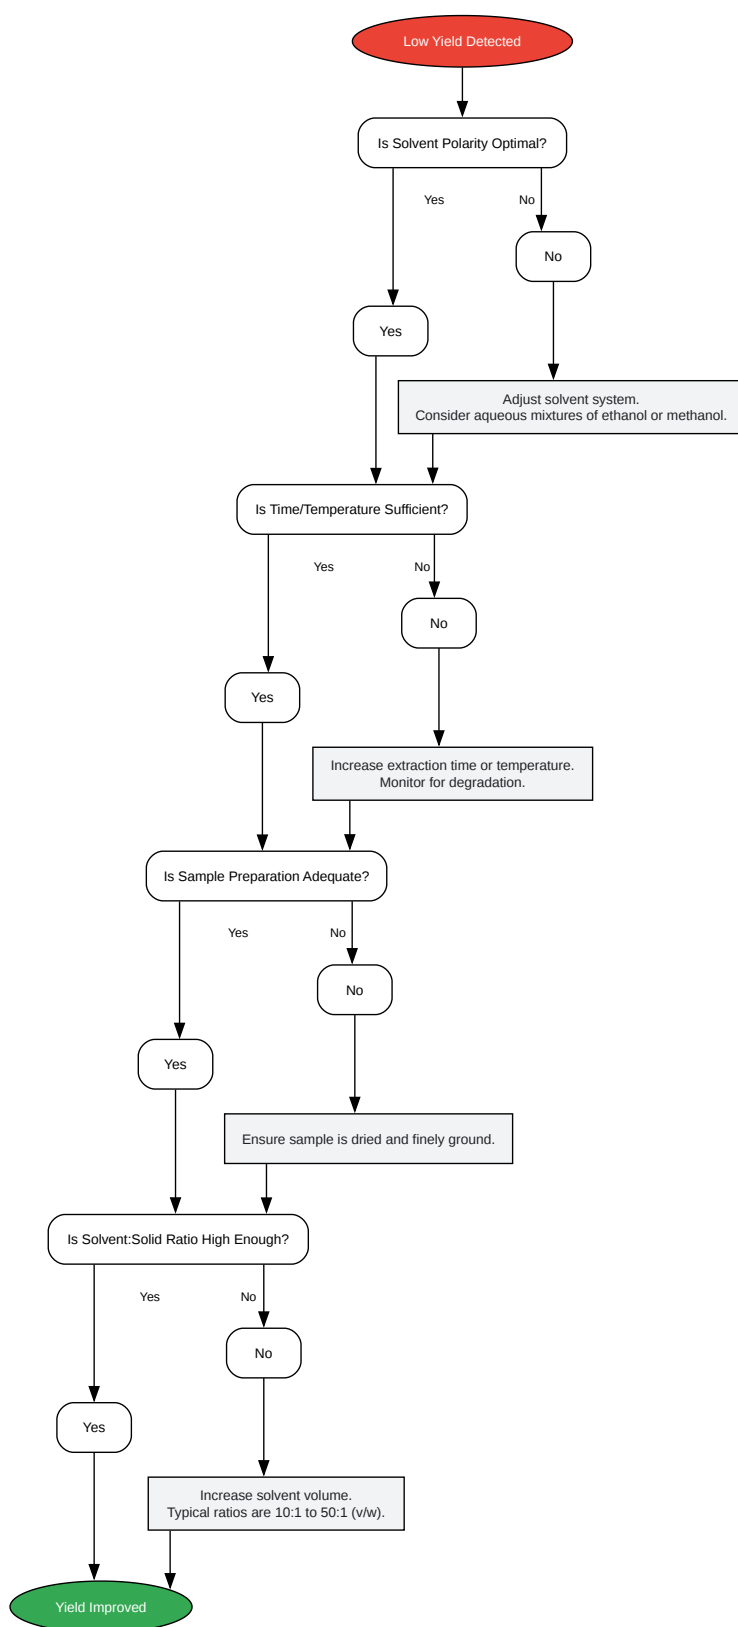 Low Yield Detected
Is Solvent Polarity Optimal?
Yes
No
No
Yes
Adjust solvent system.
Consider aqueous mixtures of ethanol or methanol.
Is Time/Temperature Sufficient?
Yes
No
No
Yes
Increase extraction time or temperature.
Monitor for degradation.
Is Sample Preparation Adequate?
Yes
No
No
Yes
Ensure sample is dried and finely ground.
Is Solvent:Solid Ratio High Enough?
Yes
No
No
Yes
Increase solvent volume.
Typical ratios are 10:1 to 50:1 (v/w).
Yield Improved